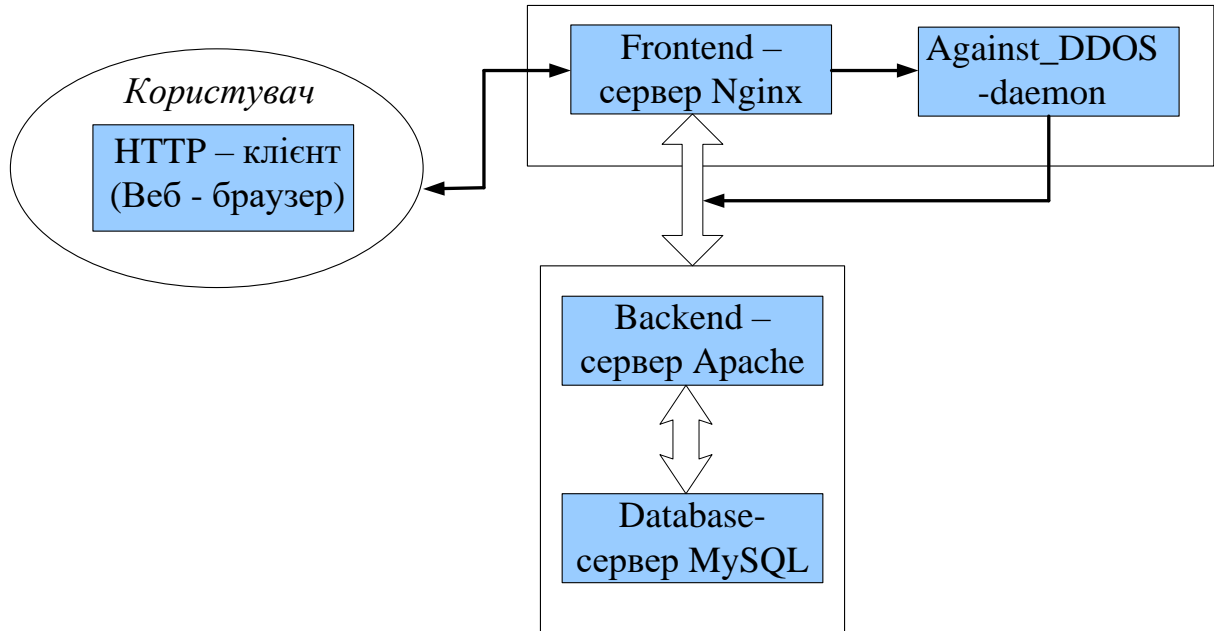 Користувач
HTTP – клієнт
(Веб - браузер)
Frontend –
сервер Nginx
Against_DDOS
-daemon
Backend –
сервер Apache
Database-
сервер MySQL